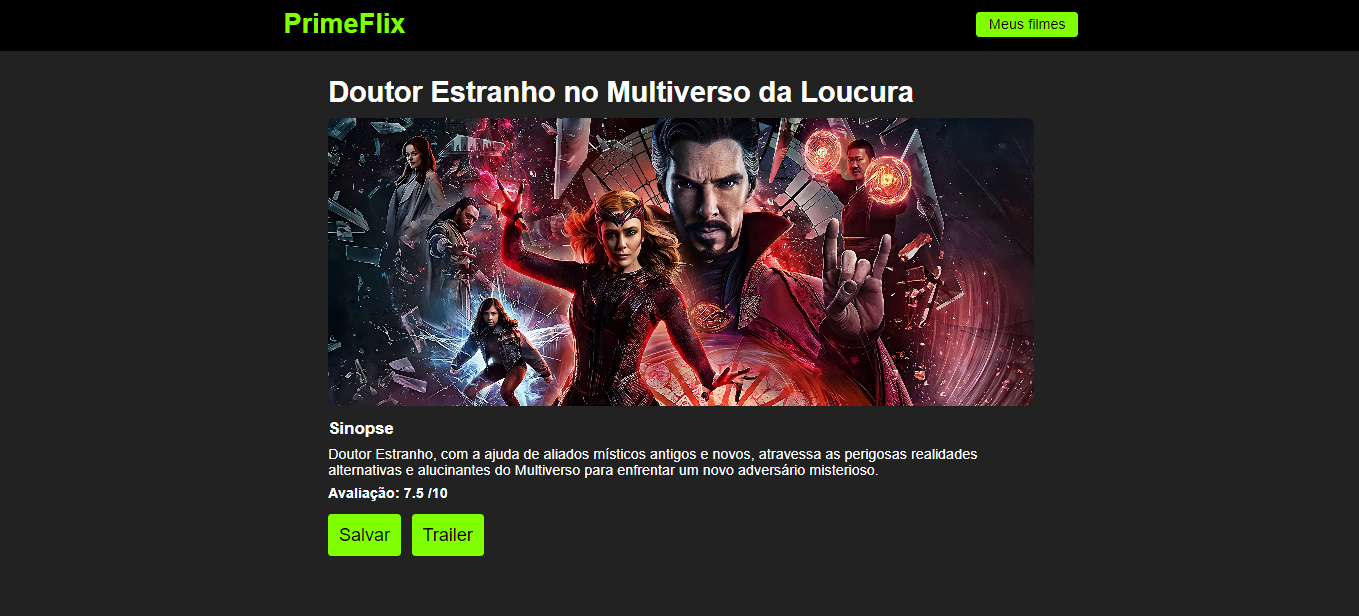 PrimeFlix
Meus filmes
Doutor Estranho no Multiverso da Loucura
Sinopse
Doutor Estranho, com a ajuda de aliados místicos antigos e novos, atravessa as perigosas realidades
alternativas e alucinantes do Multiverso para enfrentar um novo adversário misterioso.
Avaliação: 7.5 /10
Salvar
Trailer